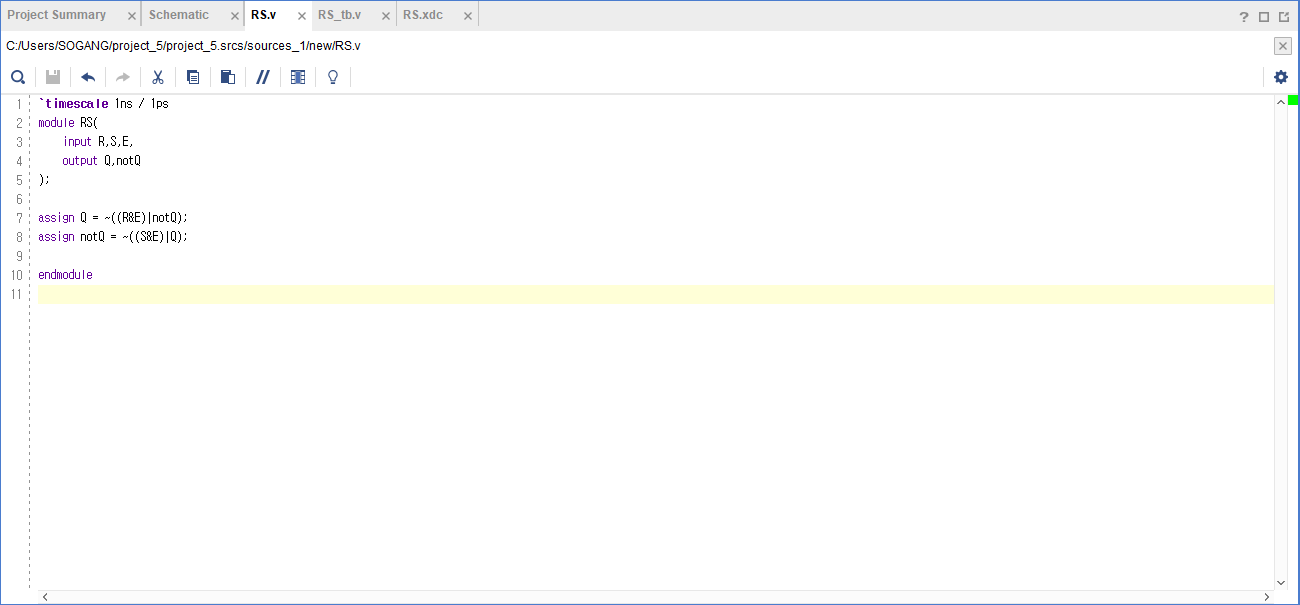 Project Summary × Schematic × RS.v × RS_tb.v × RS.xdc ×
C:/Users/SOGANG/project_5/project_5.srcs/sources_1/new/RS.v
1 `timescale 1ns / 1ps
2 module RS(
3     input R,S,E,
4     output Q,notQ
5 );
6
7 assign Q = ~((R&E)|notQ);
8 assign notQ = ~((S&E)|Q);
9
10 endmodule
11